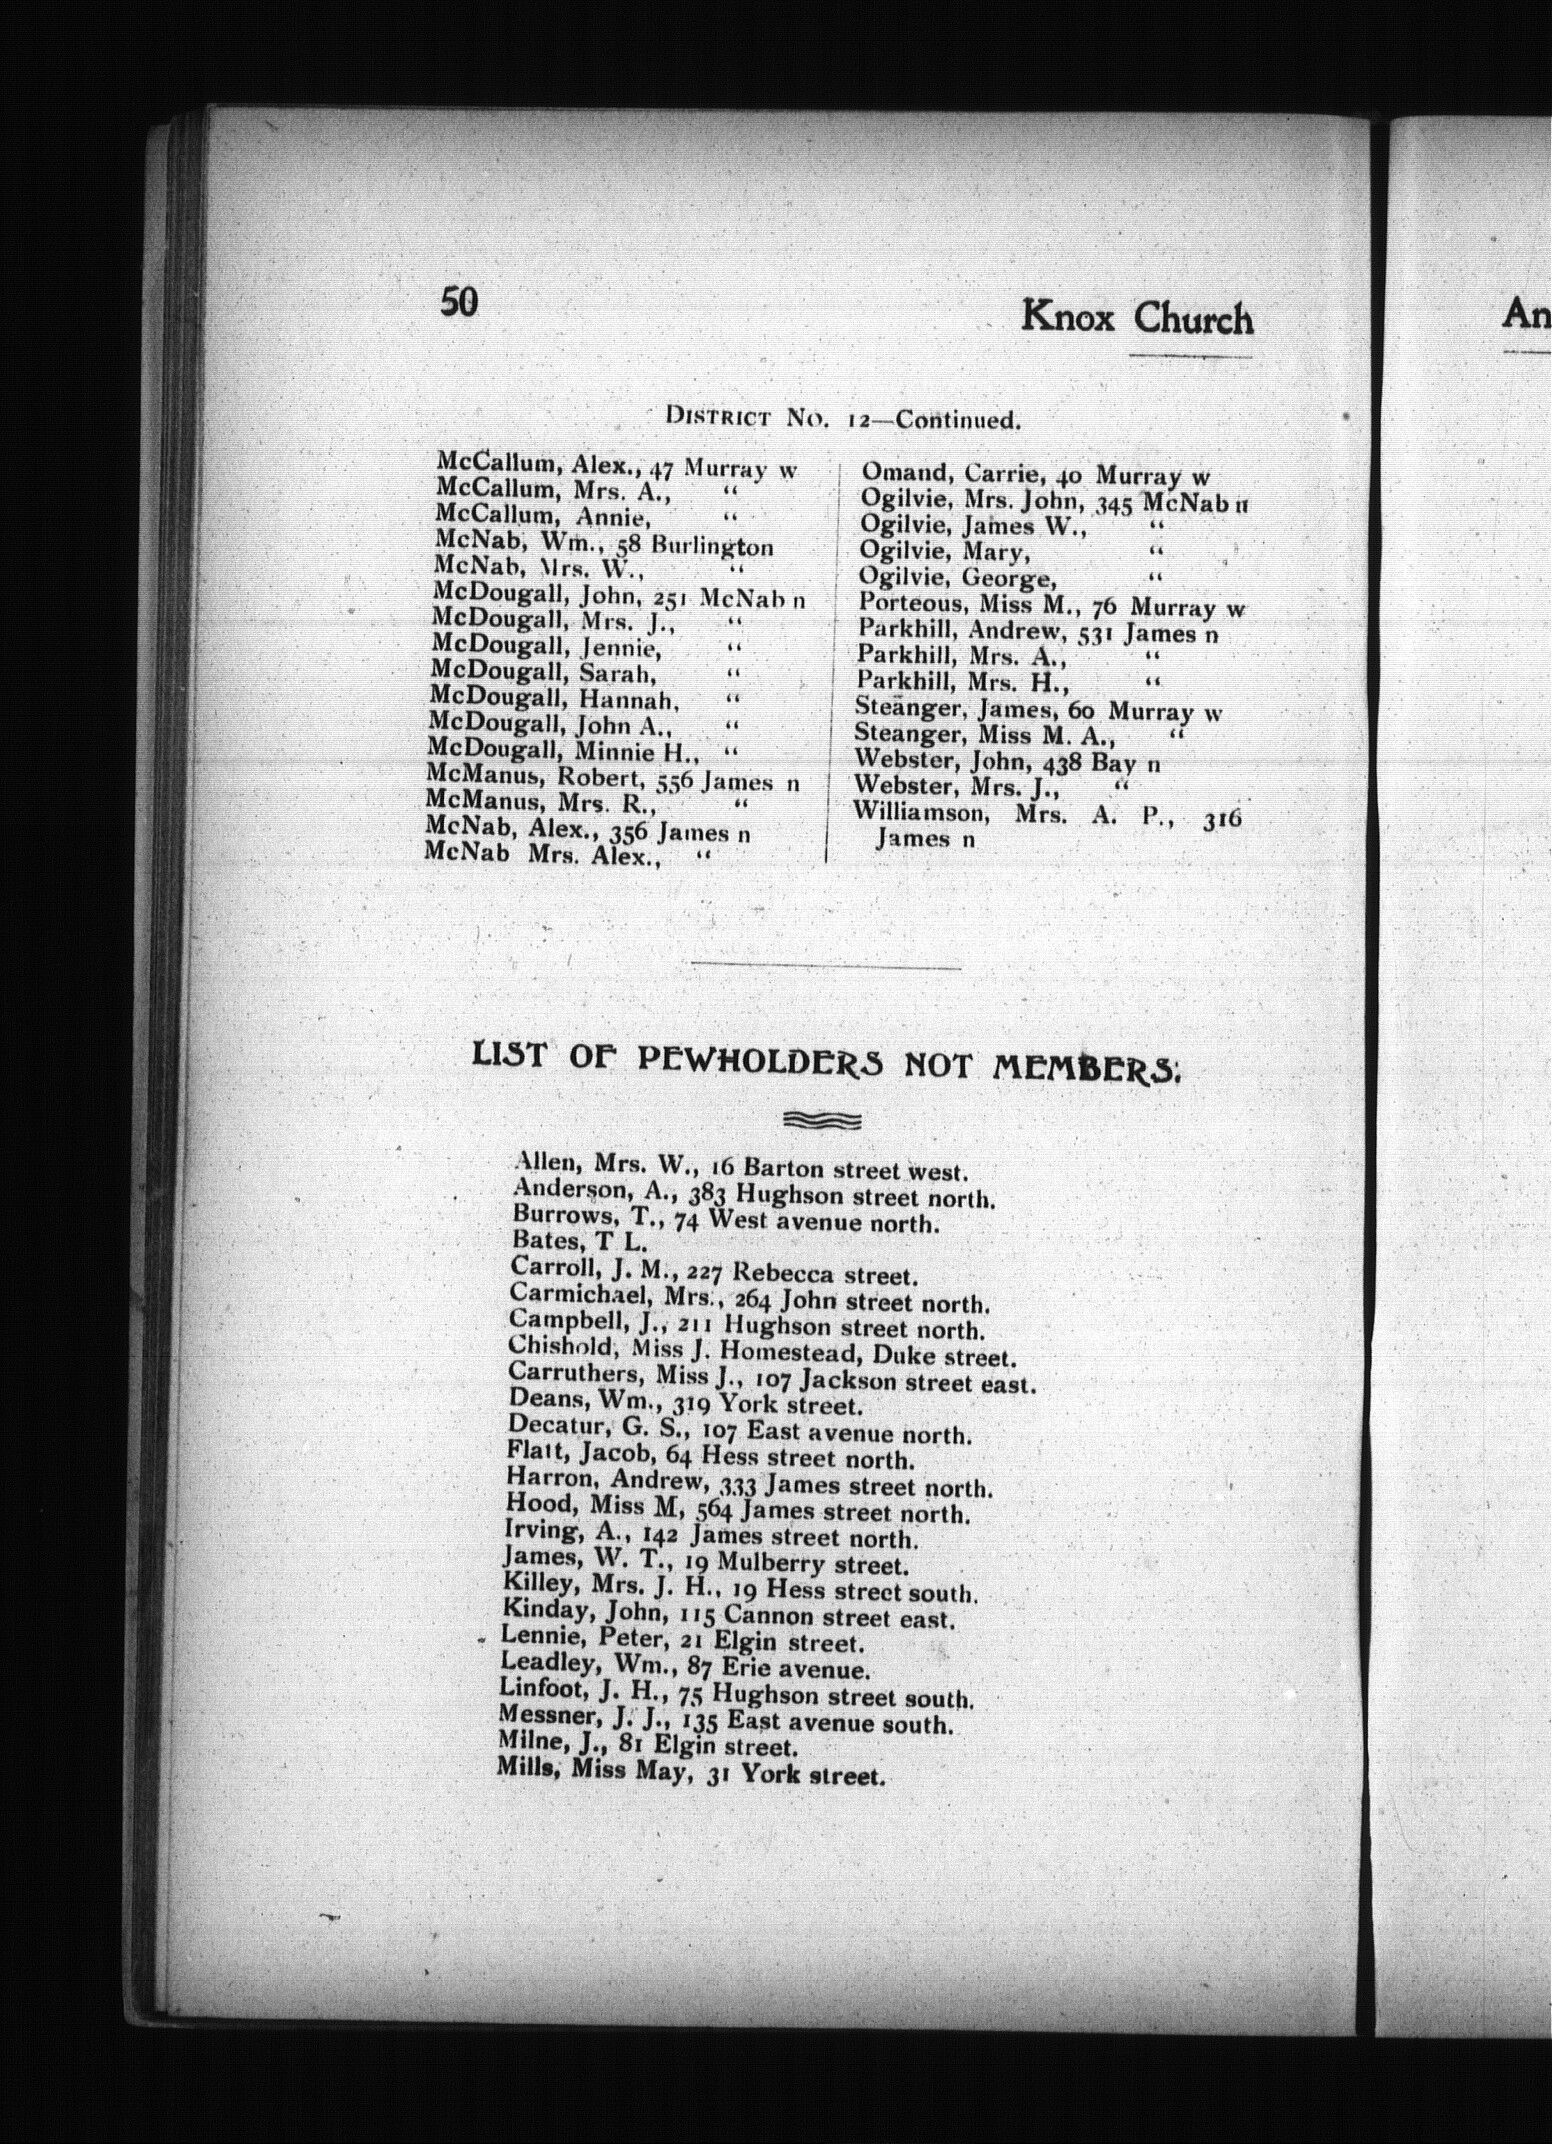 50
Knox Church
DISTRICT NO. 12—Continued.
McCallum, Alex., 47 Murray w
McCallum, Mrs. A., "
McCallum, Annie, "
McNab, Wm., 58 Burlington
McNab, Mrs. W., "
McDougall, John, 251 McNab n
McDougall, Mrs. J., "
McDougall, Jennie, "
McDougall, Sarah, "
McDougall, Hannah, "
McDougall, John A., "
McDougall, Minnie H., "
McManus, Robert, 556 James n
McManus, Mrs. R., "
McNab, Alex., 356 James n
McNab Mrs. Alex., "
Omand, Carrie, 40 Murray w
Ogilvie, Mrs. John, 345 McNab n
Ogilvie, James W., "
Ogilvie, Mary, "
Ogilvie, George, "
Porteous, Miss M., 76 Murray w
Parkhill, Andrew, 531 James n
Parkhill, Mrs. A., "
Parkhill, Mrs. H., "
Steanger, James, 60 Murray w
Steanger, Miss M. A., "
Webster, John, 438 Bay n
Webster, Mrs. J., "
Williamson, Mrs. A. P., 316
James n
LIST OF PEWHOLDERS NOT MEMBERS.
Allen, Mrs. W., 16 Barton street west.
Anderson, A., 383 Hughson street north.
Burrows, T., 74 West avenue north.
Bates, T L.
Carroll, J. M., 227 Rebecca street.
Carmichael, Mrs., 264 John street north.
Campbell, J., 211 Hughson street north.
Chishold, Miss J. Homestead, Duke street.
Carruthers, Miss J., 107 Jackson street east.
Deans, Wm., 319 York street.
Decatur, G. S., 107 East avenue north.
Flatt, Jacob, 64 Hess street north.
Harron, Andrew, 333 James street north.
Hood, Miss M, 564 James street north.
Irving, A., 142 James street north.
James, W. T., 19 Mulberry street.
Killey, Mrs. J. H., 19 Hess street south.
Kinday, John, 115 Cannon street east.
Lennie, Peter, 21 Elgin street.
Leadley, Wm., 87 Erie avenue.
Linfoot, J. H., 75 Hughson street south.
Messner, J. J., 135 East avenue south.
Milne, J., 81 Elgin street.
Mills, Miss May, 31 York street.
An